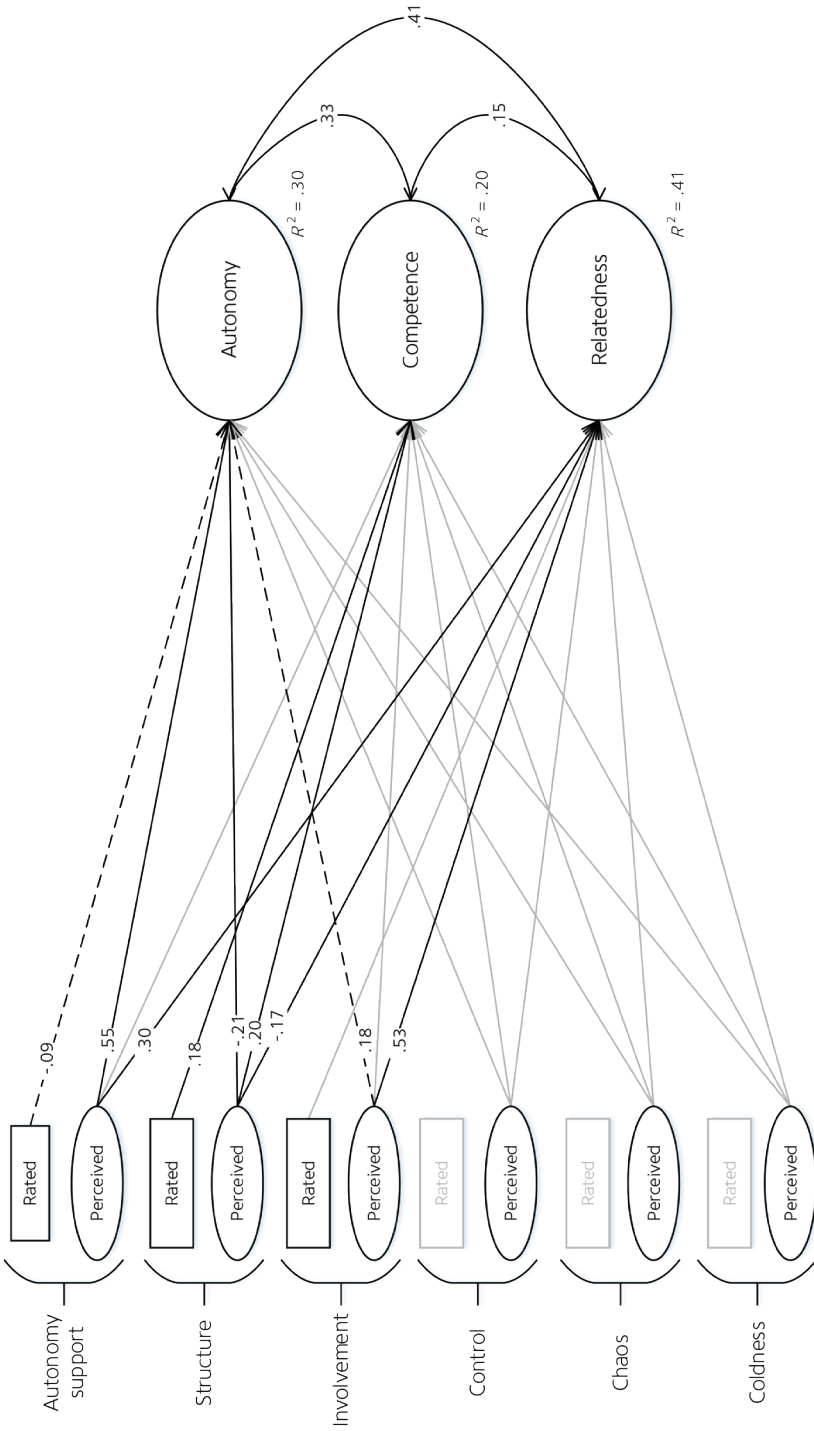 Autonomy
support
Rated
Perceived
-.09
.55
.30
Structure
Rated
Perceived
.18
-.21
.20
-.17
Involvement
Rated
Perceived
.18
.53
Control
Rated
Perceived
Chaos
Rated
Perceived
Coldness
Rated
Perceived
Autonomy
R² = .30
Competence
R² = .20
Relatedness
R² = .41
.33
.15
.41